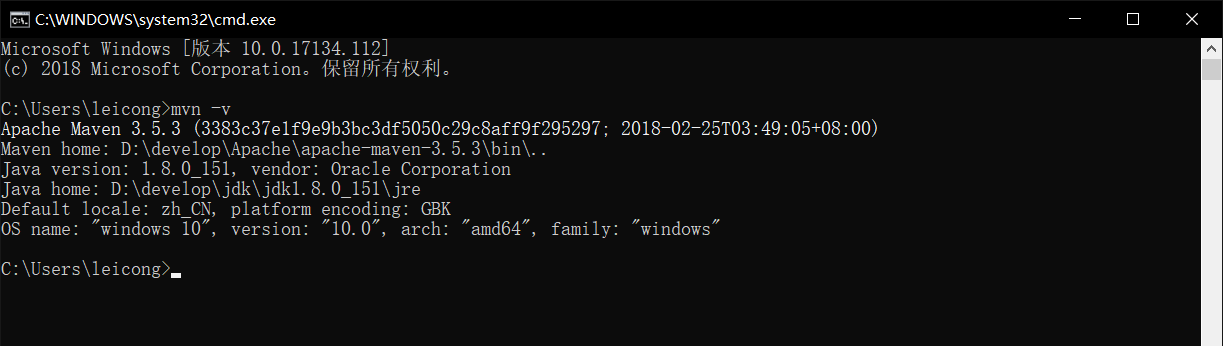 C:\WINDOWS\system32\cmd.exe
Microsoft Windows [版本 10.0.17134.112]
(c) 2018 Microsoft Corporation。保留所有权利。
C:\Users\leicong>mvn -v
Apache Maven 3.5.3 (3383c37e1f9e9b3bc3df5050c29c8aff9f295297; 2018-02-25T03:49:05+08:00)
Maven home: D:\develop\Apache\apache-maven-3.5.3\bin\..
Java version: 1.8.0_151, vendor: Oracle Corporation
Java home: D:\develop\jdk\jdk1.8.0_151\jre
Default locale: zh_CN, platform encoding: GBK
OS name: "windows 10", version: "10.0", arch: "amd64", family: "windows"
C:\Users\leicong>